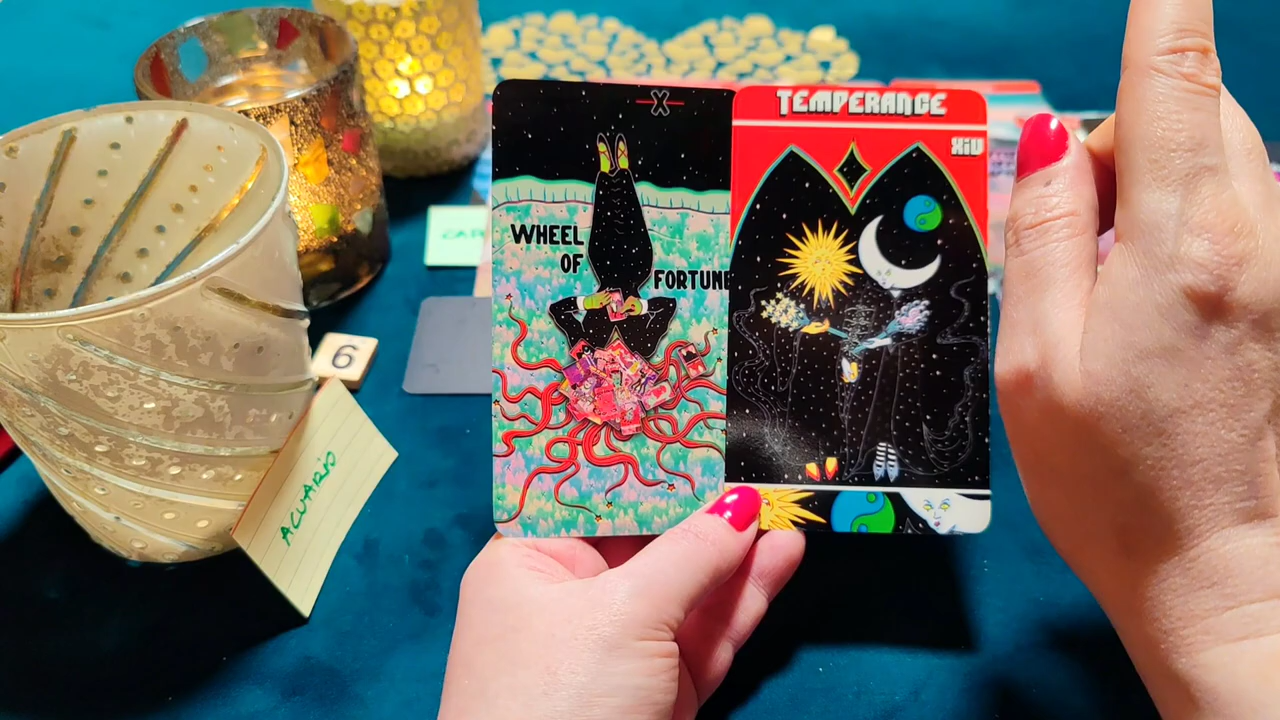 X
WHEEL
OF
FORTUNE
TEMPERANCE
XIV
6
ACUARIO